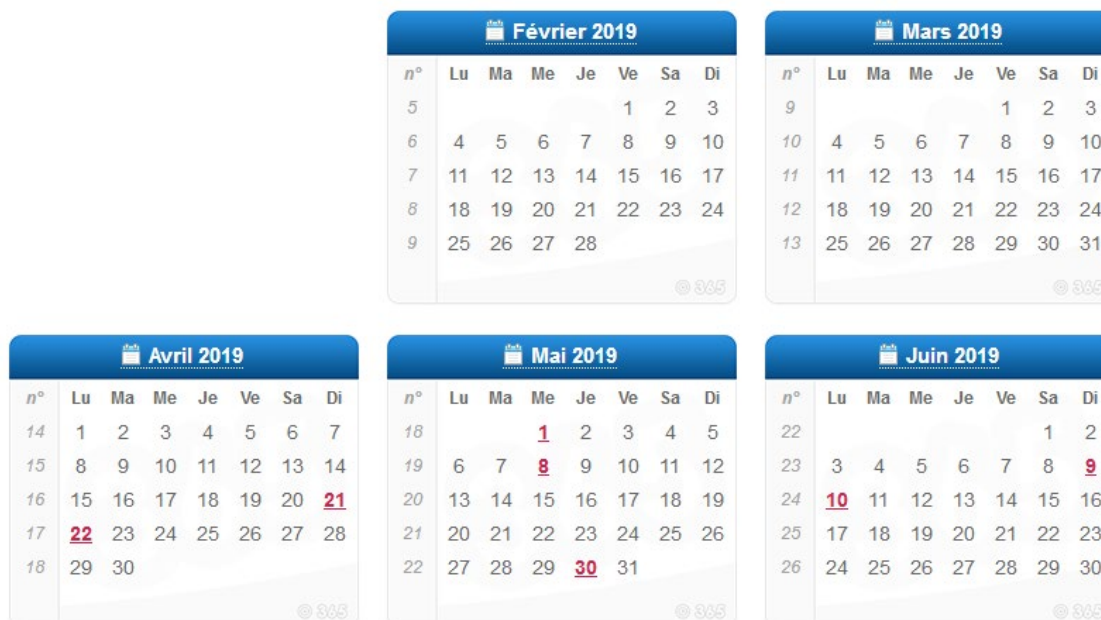 Février 2019
n° Lu Ma Me Je Ve Sa Di
5 1 2 3
6 4 5 6 7 8 9 10
7 11 12 13 14 15 16 17
8 18 19 20 21 22 23 24
9 25 26 27 28
© 365
Mars 2019
n° Lu Ma Me Je Ve Sa Di
9 1 2 3
10 4 5 6 7 8 9 10
11 11 12 13 14 15 16 17
12 18 19 20 21 22 23 24
13 25 26 27 28 29 30 31
© 365
Avril 2019
n° Lu Ma Me Je Ve Sa Di
14 1 2 3 4 5 6 7
15 8 9 10 11 12 13 14
16 15 16 17 18 19 20 21
17 22 23 24 25 26 27 28
18 29 30
© 365
Mai 2019
n° Lu Ma Me Je Ve Sa Di
18 1 2 3 4 5
19 6 7 8 9 10 11 12
20 13 14 15 16 17 18 19
21 20 21 22 23 24 25 26
22 27 28 29 30 31
© 365
Juin 2019
n° Lu Ma Me Je Ve Sa Di
22 1 2
23 3 4 5 6 7 8 9
24 10 11 12 13 14 15 16
25 17 18 19 20 21 22 23
26 24 25 26 27 28 29 30
© 365